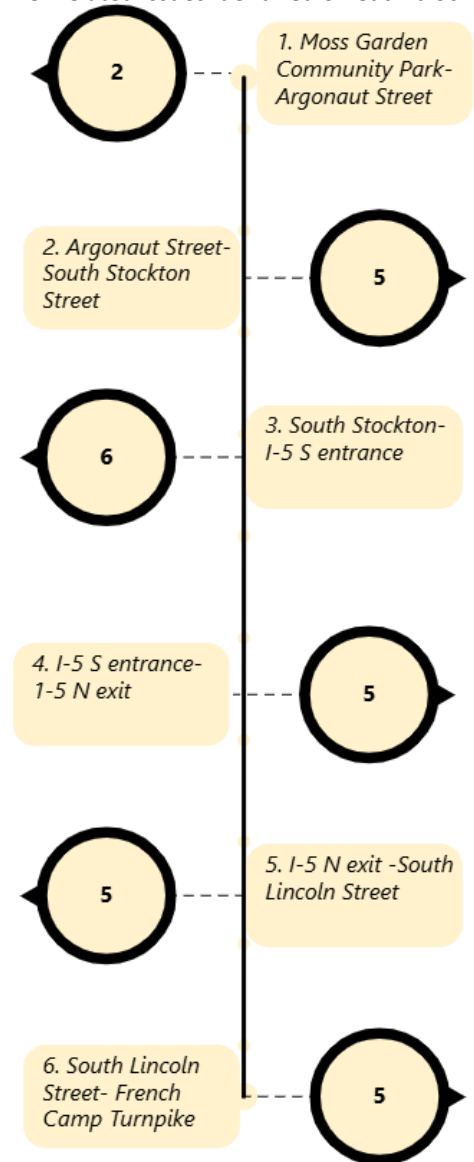 2
1. Moss Garden
Community Park-
Argonaut Street
2. Argonaut Street-
South Stockton
Street
5
6
3. South Stockton-
I-5 S entrance
4. I-5 S entrance-
1-5 N exit
5
5
5. I-5 N exit -South
Lincoln Street
6. South Lincoln
Street- French
Camp Turnpike
5